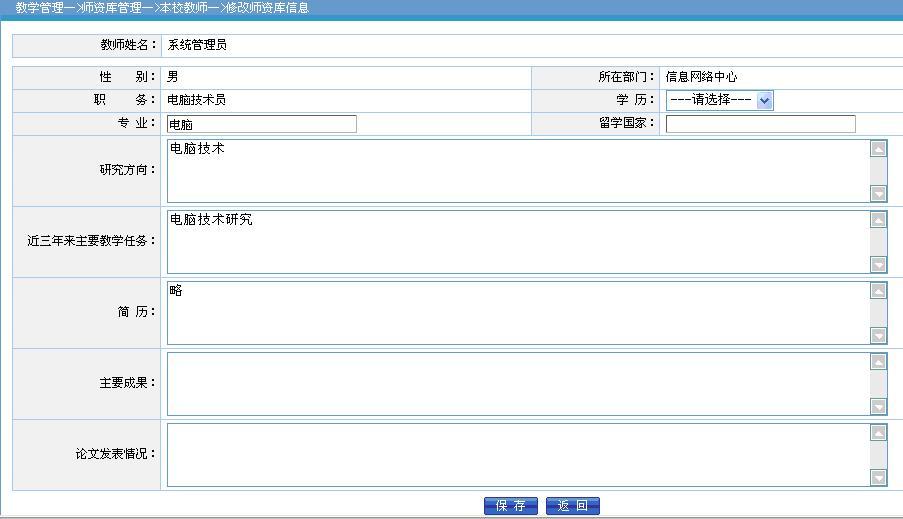 教学管理一>师资库管理一>本校教师一>修改师资库信息
教师姓名： 系统管理员
性 别： 男 所在部门： 信息网络中心
职 务： 电脑技术员 学 历： ---请选择---
专 业： 电脑 留学国家：
研究方向： 电脑技术
近三年来主要教学任务： 电脑技术研究
简 历： 略
主要成果：
论文发表情况：
保 存 返 回